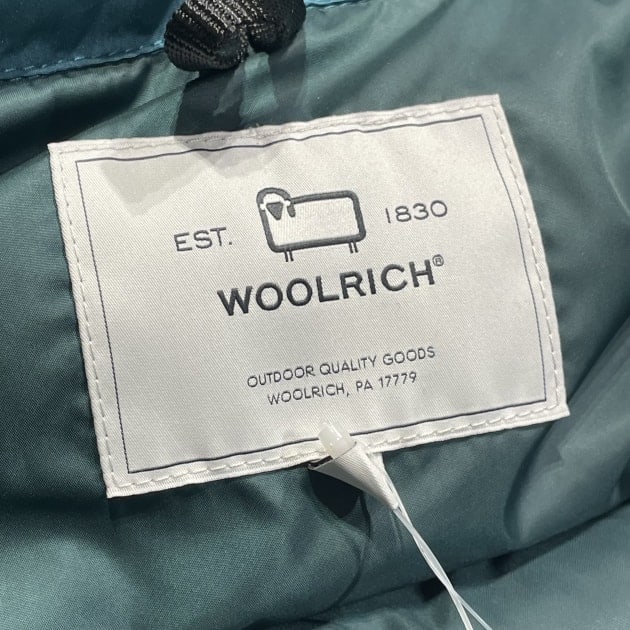 EST. 1830
WOOLRICH®
OUTDOOR QUALITY GOODS
WOOLRICH, PA 17779